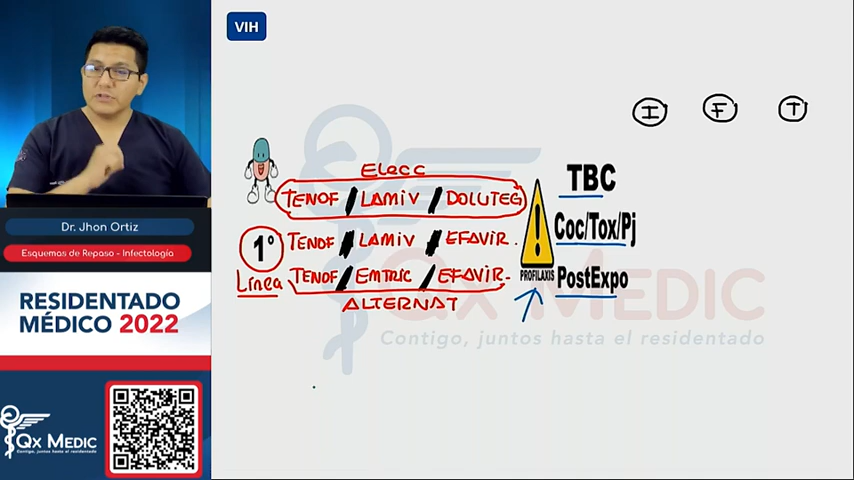 VIH
I F T
Elecc
TENOF / LAMIV / DOLUTEG
1° TENOF / LAMIV / EFAVIR.
Línea TENOF / EMTRIC / EFAVIR.
ALTERNAT
TBC
Coc/Tox/Pj
PROFILAXIS PostExpo
QX MEDIC
Contigo, juntos hasta el residentado
Dr. Jhon Ortiz
Esquemas de Repaso - Infectología
RESIDENTADO
MÉDICO 2022
QX MEDIC
Contigo, juntos hasta el residentado